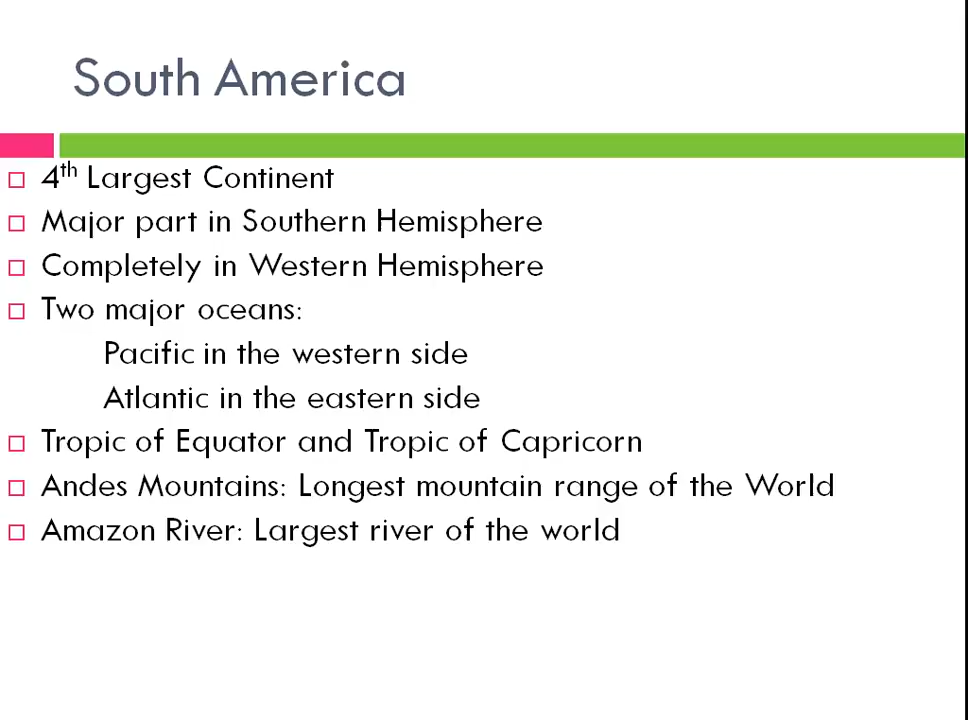 South America
4th Largest Continent
Major part in Southern Hemisphere
Completely in Western Hemisphere
Two major oceans:
Pacific in the western side
Atlantic in the eastern side
Tropic of Equator and Tropic of Capricorn
Andes Mountains: Longest mountain range of the World
Amazon River: Largest river of the world